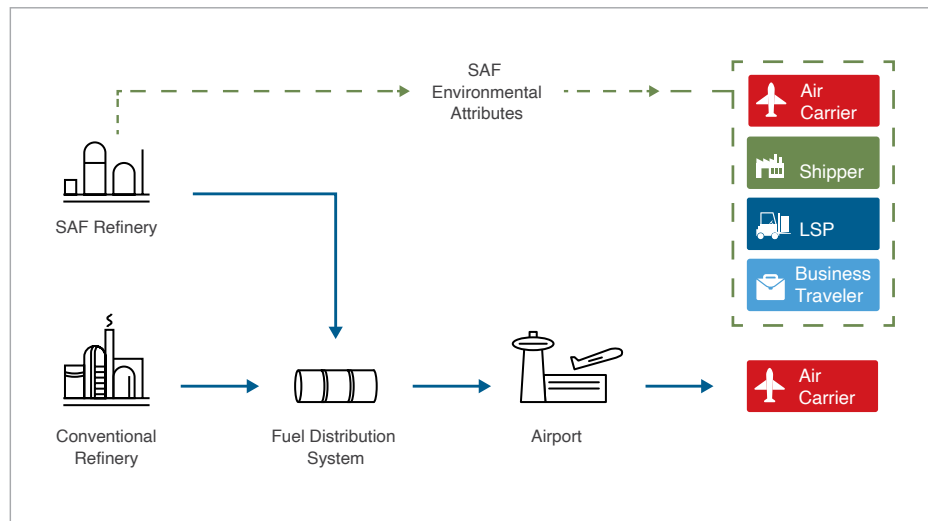 SAF
Environmental
Attributes
Air
Carrier
Shipper
LSP
Business
Traveler
SAF Refinery
Conventional
Refinery
Fuel Distribution
System
Airport
Air
Carrier